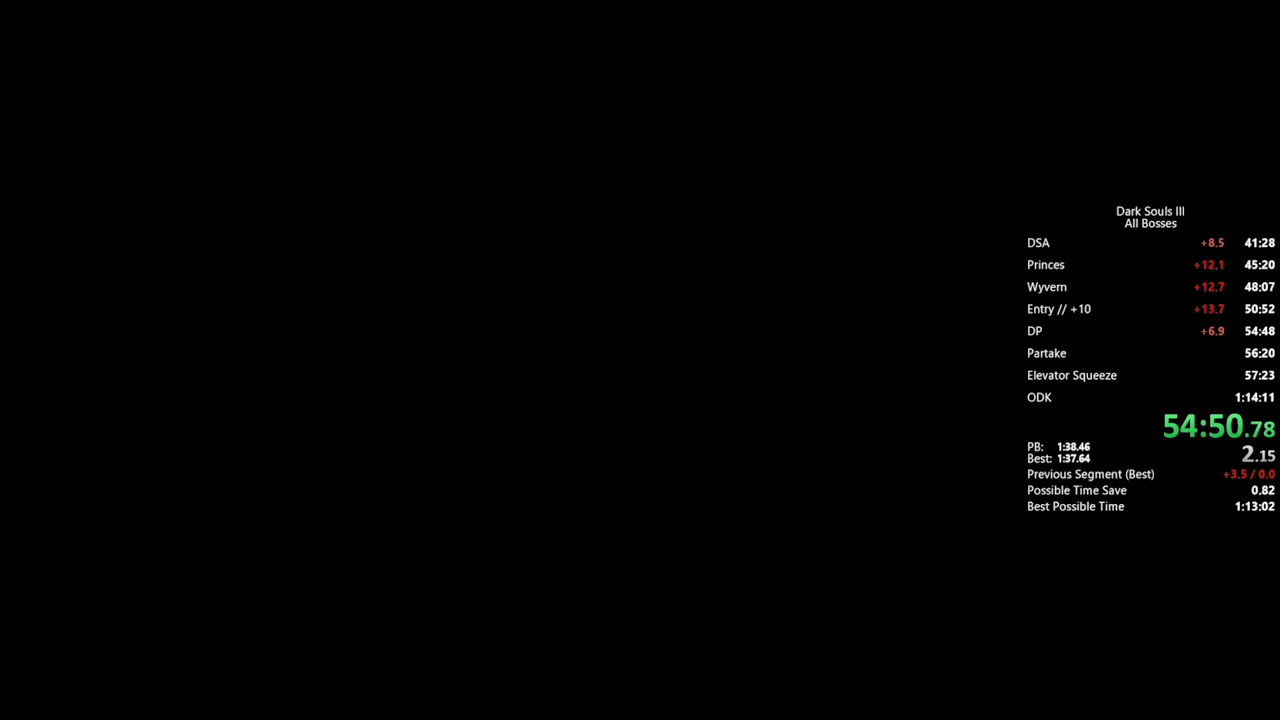 Dark Souls III
All Bosses
DSA +8.5 41:28
Princes +12.1 45:20
Wyvern +12.7 48:07
Entry // +10 +13.7 50:52
DP +6.9 54:48
Partake 56:20
Elevator Squeeze 57:23
ODK 1:14:11
54:50.78
PB: 1:38.46
Best: 1:37.64 2.15
Previous Segment (Best) +3.5 / 0.0
Possible Time Save 0.82
Best Possible Time 1:13:02